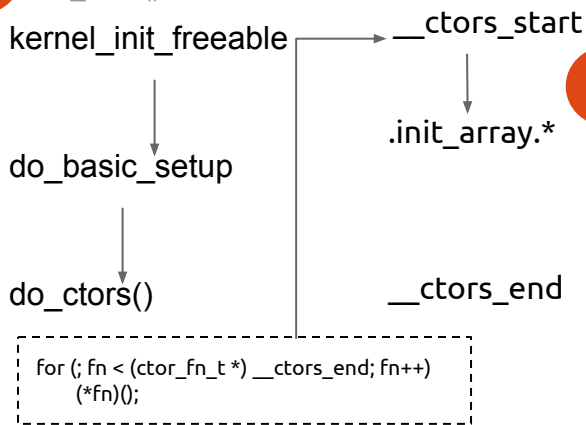 kernel_init_freeable
do_basic_setup
do_ctors()
for (; fn < (ctor_fn_t *) __ctors_end; fn++)
(*fn)();
__ctors_start
.init_array.*
__ctors_end